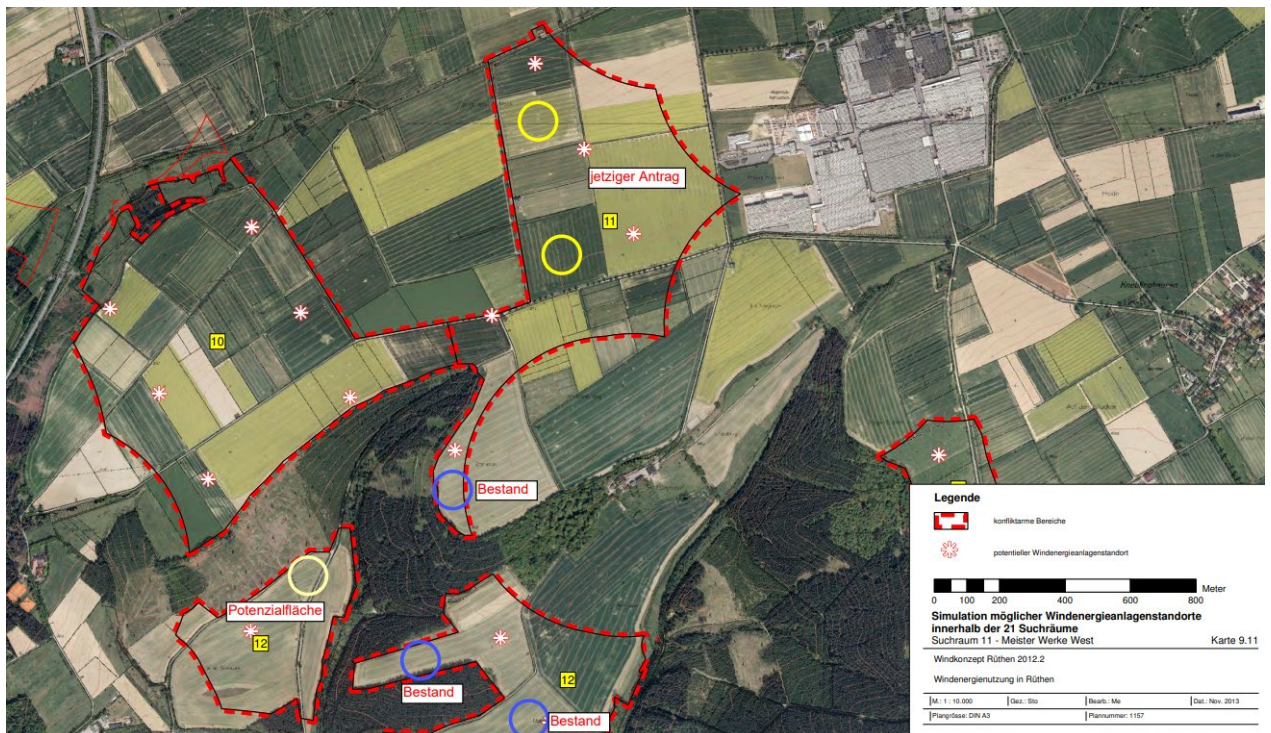 jetziger Antrag
11
10
Kneblinghausen
Bestand
Potenzialfläche
12
12
Bestand
Bestand
Legende
konfliktarme Bereiche
potentieller Windenergieanlagenstandort
Meter
0 100 200 400 600 800
Simulation möglicher Windenergieanlagenstandorte
innerhalb der 21 Suchräume
Suchraum 11 - Meister Werke West Karte 9.11
Windkonzept Rüthen 2012.2
Windenergienutzung in Rüthen
M.: 1 : 10.000 Gez.: Sto Bearb.: Me Dat.: Nov. 2013
Plangrösse: DIN A3 Plannummer: 1157